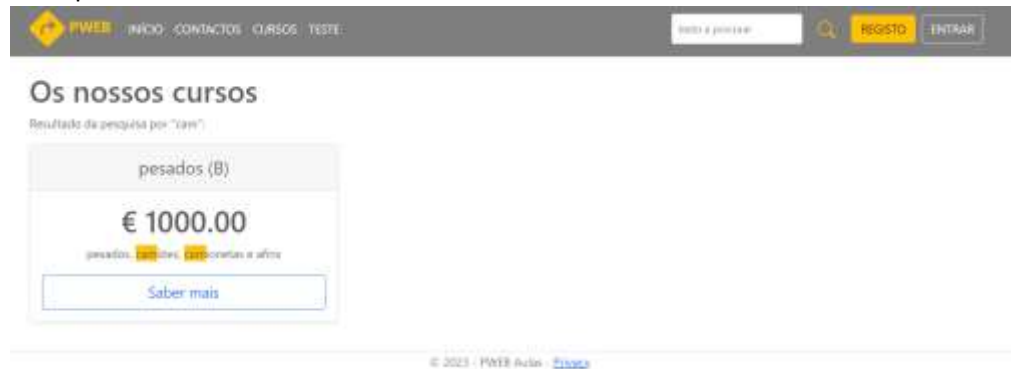 PWEB INÍCIO CONTACTOS CURSOS TESTE REGISTO ENTRAR
Os nossos cursos
Resultado da pesquisa por "cam":
pesados (B)
€ 1000.00
pesados, camiões, camionetas e afins
Saber mais
© 2023 - PWEB Aulas - Privacy